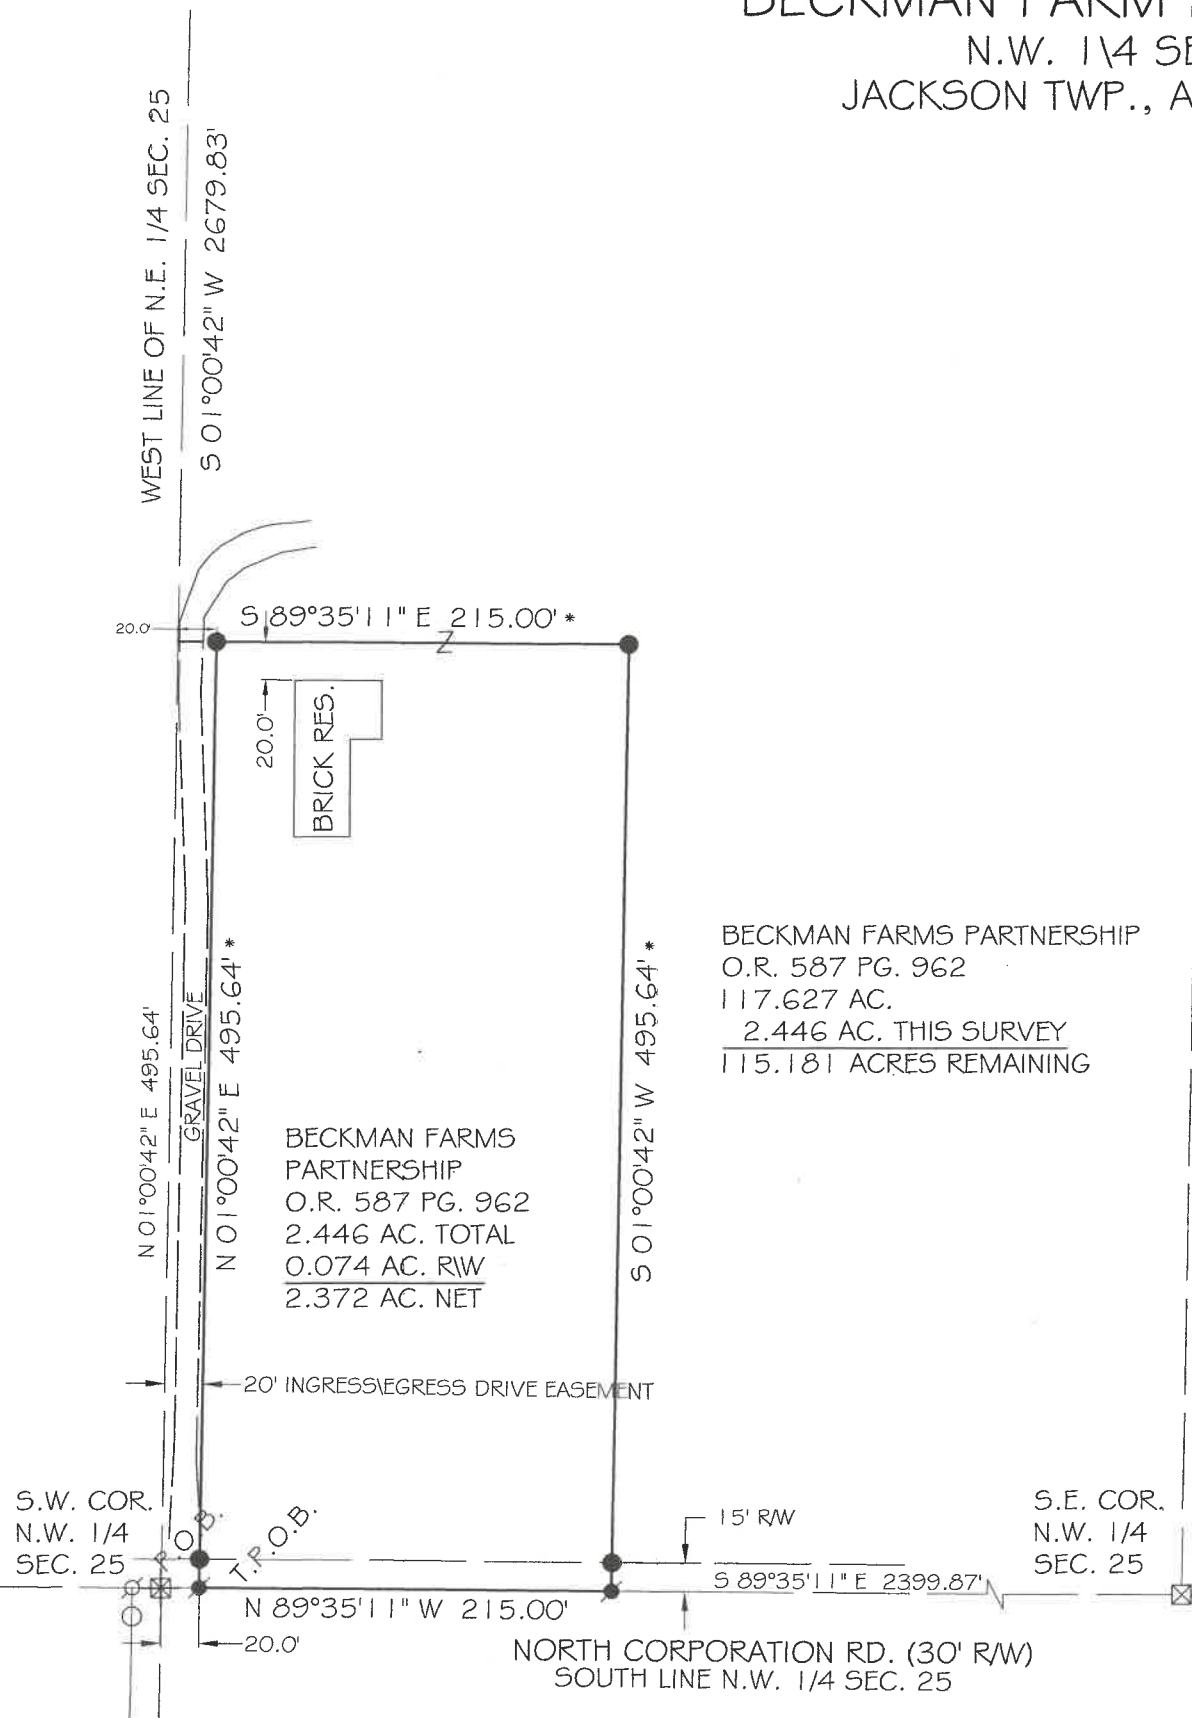 BECKMAN FARM
N.W. 1\4
JACKSON TWP.,
WEST LINE OF N.E. 1/4 SEC. 25
S 01°00'42" W 2679.83'
20.0'
S 89°35'11" E 215.00' *
Z
20.0'
BRICK RES.
N 01°00'42" E 495.64'
GRAVEL DRIVE
N 01°00'42" E 495.64' *
S 01°00'42" W 495.64' *
BECKMAN FARMS PARTNERSHIP
O.R. 587 PG. 962
117.627 AC.
2.446 AC. THIS SURVEY
115.181 ACRES REMAINING
BECKMAN FARMS
PARTNERSHIP
O.R. 587 PG. 962
2.446 AC. TOTAL
0.074 AC. R\W
2.372 AC. NET
20' INGRESS\EGRESS DRIVE EASEMENT
S.W. COR.
N.W. 1/4
SEC. 25
P.O.B.
T.P.O.B.
15' R/W
S.E. COR.
N.W. 1/4
SEC. 25
S 89°35'11" E 2399.87'
N 89°35'11" W 215.00'
20.0'
NORTH CORPORATION RD. (30' R/W)
SOUTH LINE N.W. 1/4 SEC. 25